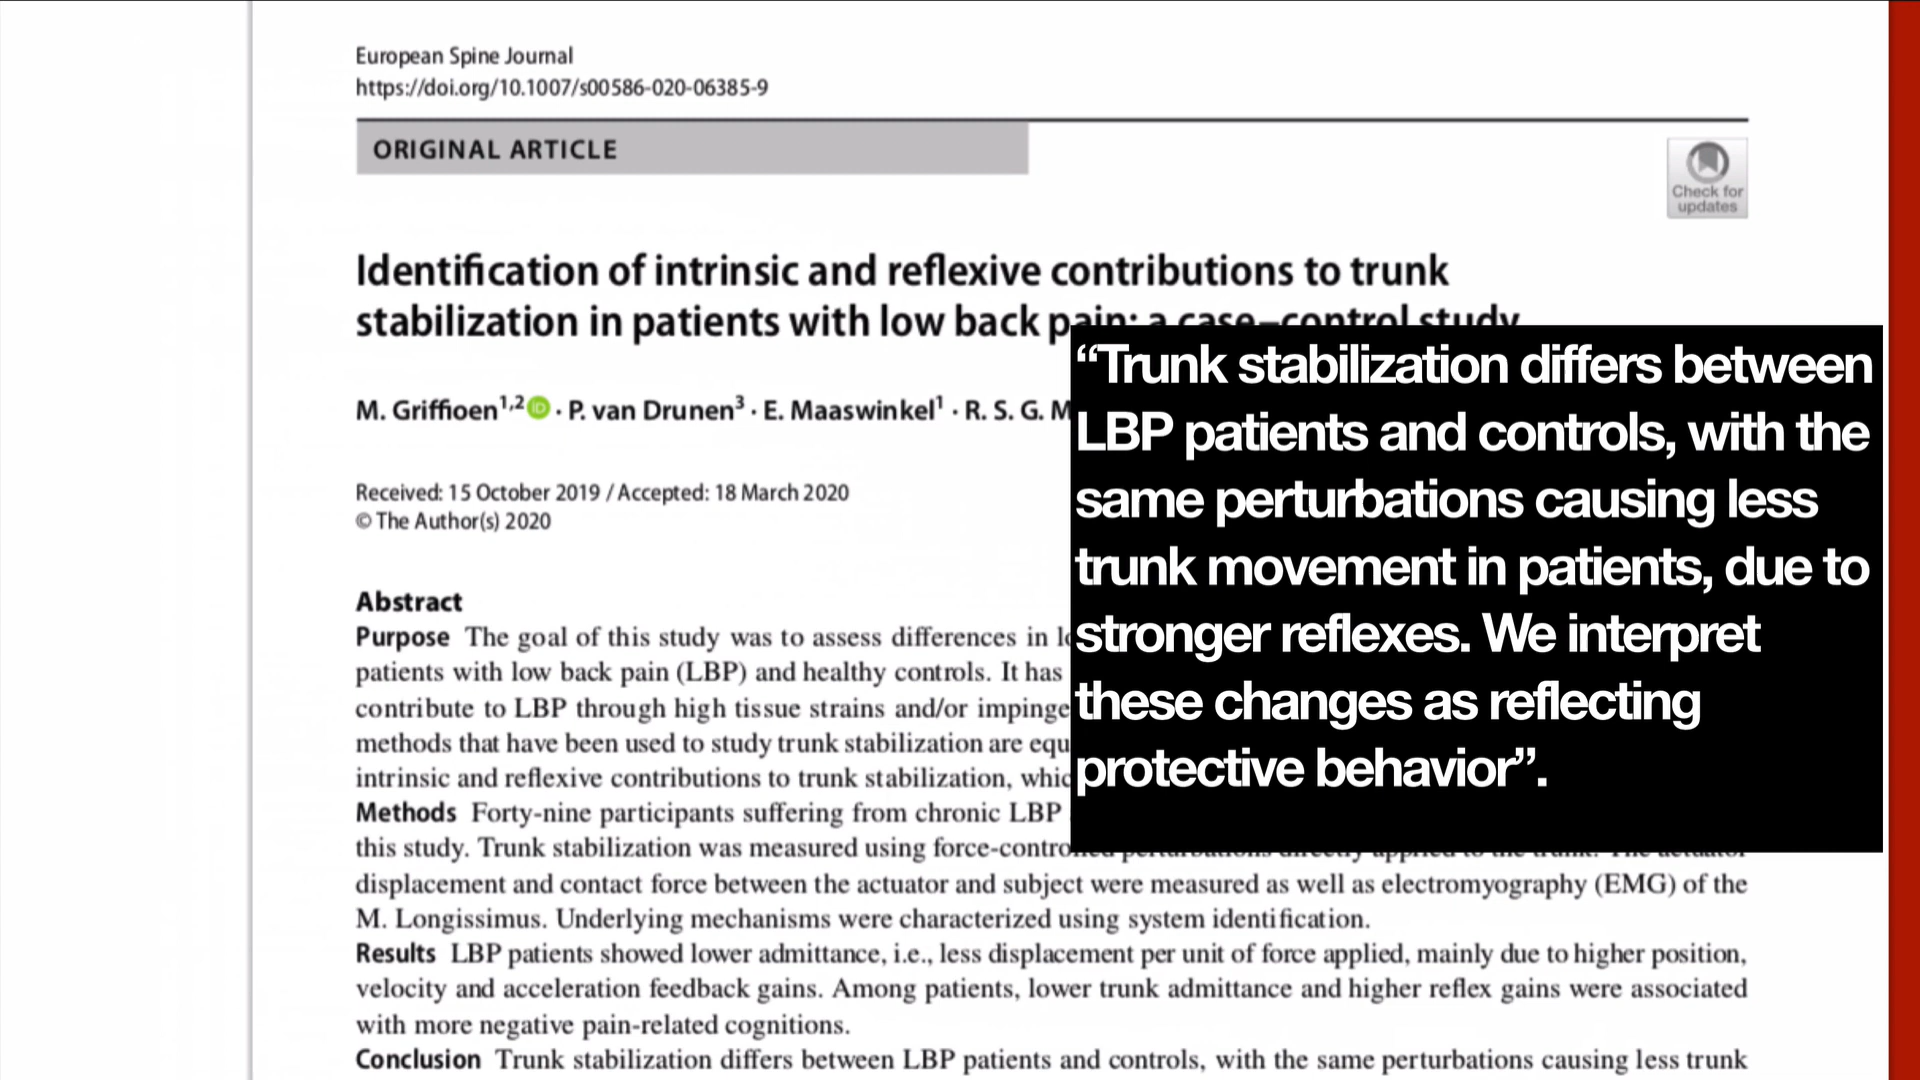 European Spine Journal
https://doi.org/10.1007/s00586-020-06385-9
ORIGINAL ARTICLE
Check for
updates
Identification of intrinsic and reflexive contributions to trunk
stabilization in patients with low back pain: a case–control study
M. Griffioen1,2 iD · P. van Drunen3 · E. Maaswinkel1 · R. S. G. M
Received: 15 October 2019 / Accepted: 18 March 2020
© The Author(s) 2020
Abstract
Purpose The goal of this study was to assess differences in
patients with low back pain (LBP) and healthy controls. It has
contribute to LBP through high tissue strains and/or impinge
methods that have been used to study trunk stabilization are
intrinsic and reflexive contributions to trunk stabilization,
Methods Forty-nine participants suffering from chronic LBP
this study. Trunk stabilization was measured using
displacement and contact force between the actuator and subject were measured as well as electromyography (EMG) of the
M. Longissimus. Underlying mechanisms were characterized using system identification.
Results LBP patients showed lower admittance, i.e., less displacement per unit of force applied, mainly due to higher position,
velocity and acceleration feedback gains. Among patients, lower trunk admittance and higher reflex gains were associated
with more negative pain-related cognitions.
Conclusion Trunk stabilization differs between LBP patients and controls, with the same perturbations causing less trunk
“Trunk stabilization differs between
LBP patients and controls, with the
same perturbations causing less
trunk movement in patients, due to
stronger reflexes. We interpret
these changes as reflecting
protective behavior”.